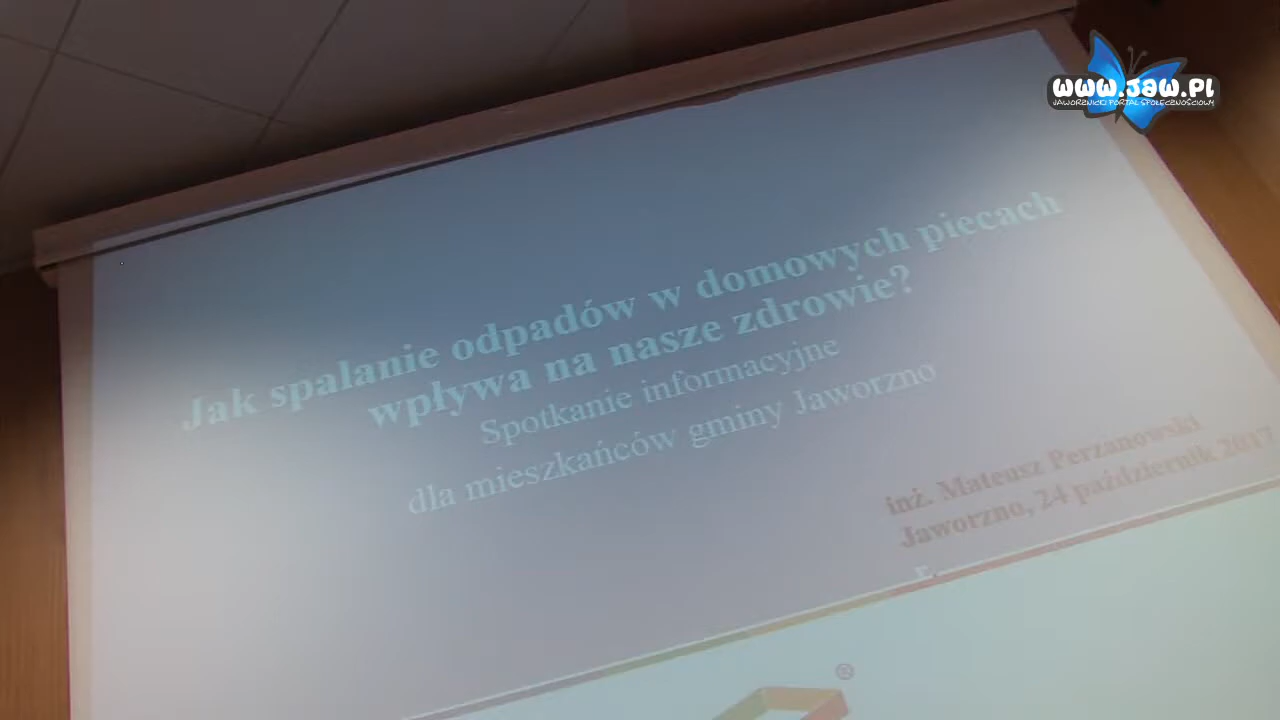 www.jaw.pl
JAWORZNICKI PORTAL SPOŁECZNOŚCIOWY
Jak spalanie odpadów w domowych piecach
wpływa na nasze zdrowie?
Spotkanie informacyjne
dla mieszkańców gminy Jaworzno
inż. Mateusz Perzanowski
Jaworzno, 24 październik 2017
®